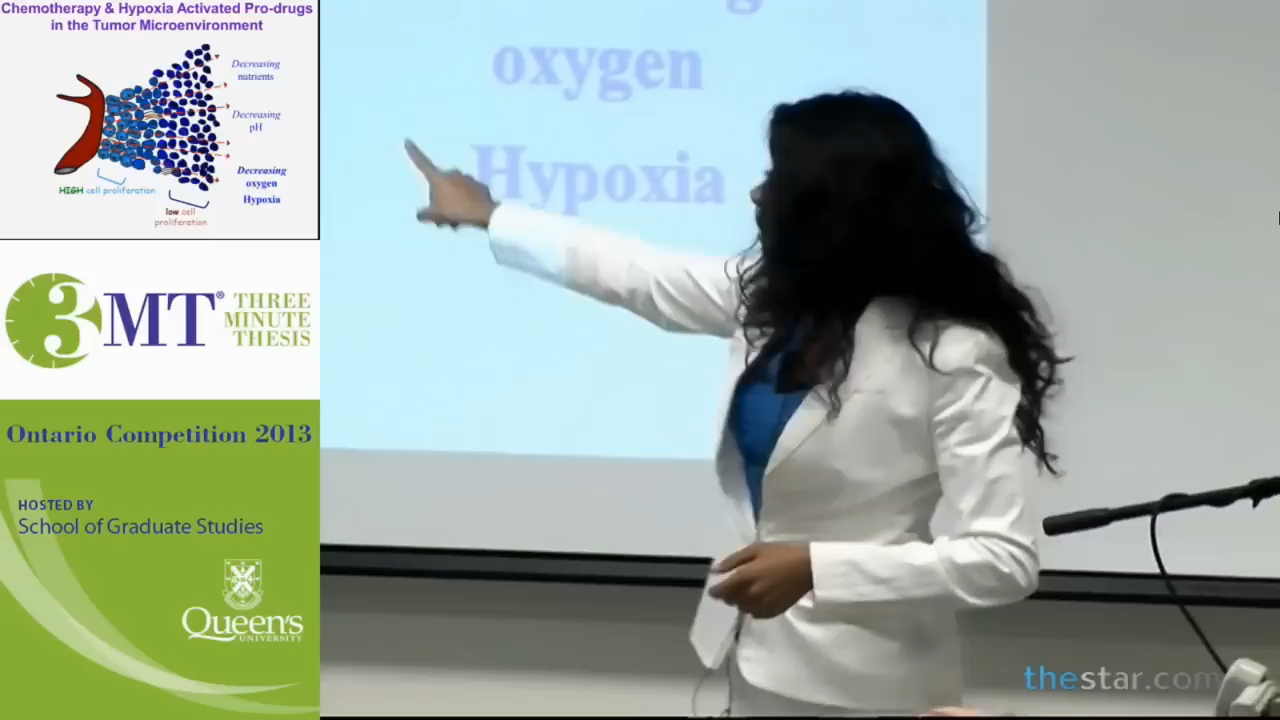 Chemotherapy & Hypoxia Activated Pro-drugs
in the Tumor Microenvironment
Decreasing
nutrients
Decreasing
pH
Decreasing
oxygen
Hypoxia
HIGH cell proliferation
low cell
proliferation
3MT® THREE
MINUTE
THESIS
Ontario Competition 2013
HOSTED BY
School of Graduate Studies
Queen's
UNIVERSITY
oxygen
Hypoxia
thestar.com